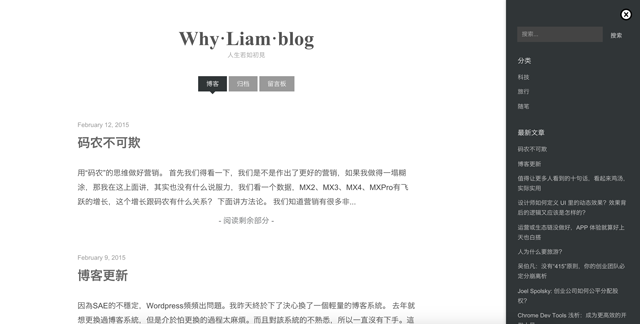 Why·Liam·blog
人生若如初見
博客 归档 留言板
February 12, 2015
码农不可欺
用“码农”的思维做好营销。 首先我们得看一下，我们是不是作出了更好的营销，如果我做得一塌糊
涂，那我在这上面讲，其实也没有什么说服力，我们看一个数据，MX2、MX3、MX4、MXPro有飞
跃的增长，这个增长跟码农有什么关系？ 下面讲方法论。 我们知道营销有很多非...
- 阅读剩余部分 -
February 9, 2015
博客更新
因為SAE的不穩定，Wordpress頻頻出問題。我昨天終於下了決心換了一個輕量的博客系統。 去年就
想更換過博客系統，但是介於怕更換的過程太麻煩。而且對該系統的不熟悉，所以一直沒有下手。這
搜索...
搜索
分类
科技
旅行
随笔
最新文章
码农不可欺
博客更新
值得让更多人看到的十句话，看起来鸡汤，
实际实用
设计师如何定义 UI 里的动态效果？效果背
后的逻辑又应该是怎样的？
运营或生态链没做好，APP 体验就算好上
天也白搭
人为什么要旅游？
吴伯凡：没有“415”原则，你的创业团队必
定分崩离析
Joel Spolsky: 创业公司如何公平分配股
权？
Chrome Dev Tools 浅析：成为更高效的开